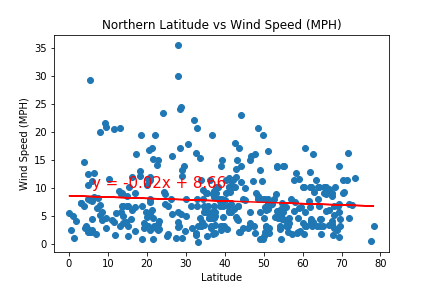 Northern Latitude vs Wind Speed (MPH)
35
30
25
20
15
10
5
0
Wind Speed (MPH)
y = -0.02x + 8.66
0 10 20 30 40 50 60 70 80
Latitude